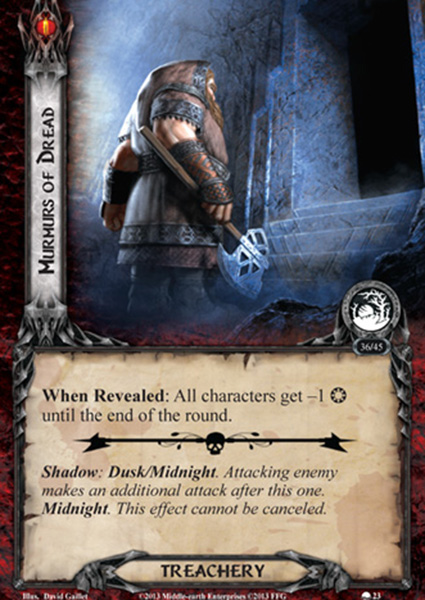 MURMURS OF DREAD
36/45
When Revealed: All characters get –1
until the end of the round.
Shadow: Dusk/Midnight. Attacking enemy
makes an additional attack after this one.
Midnight. This effect cannot be canceled.
TREACHERY
Illus. David Gaillet ©2013 Middle-earth Enterprises ©2013 FFG 23